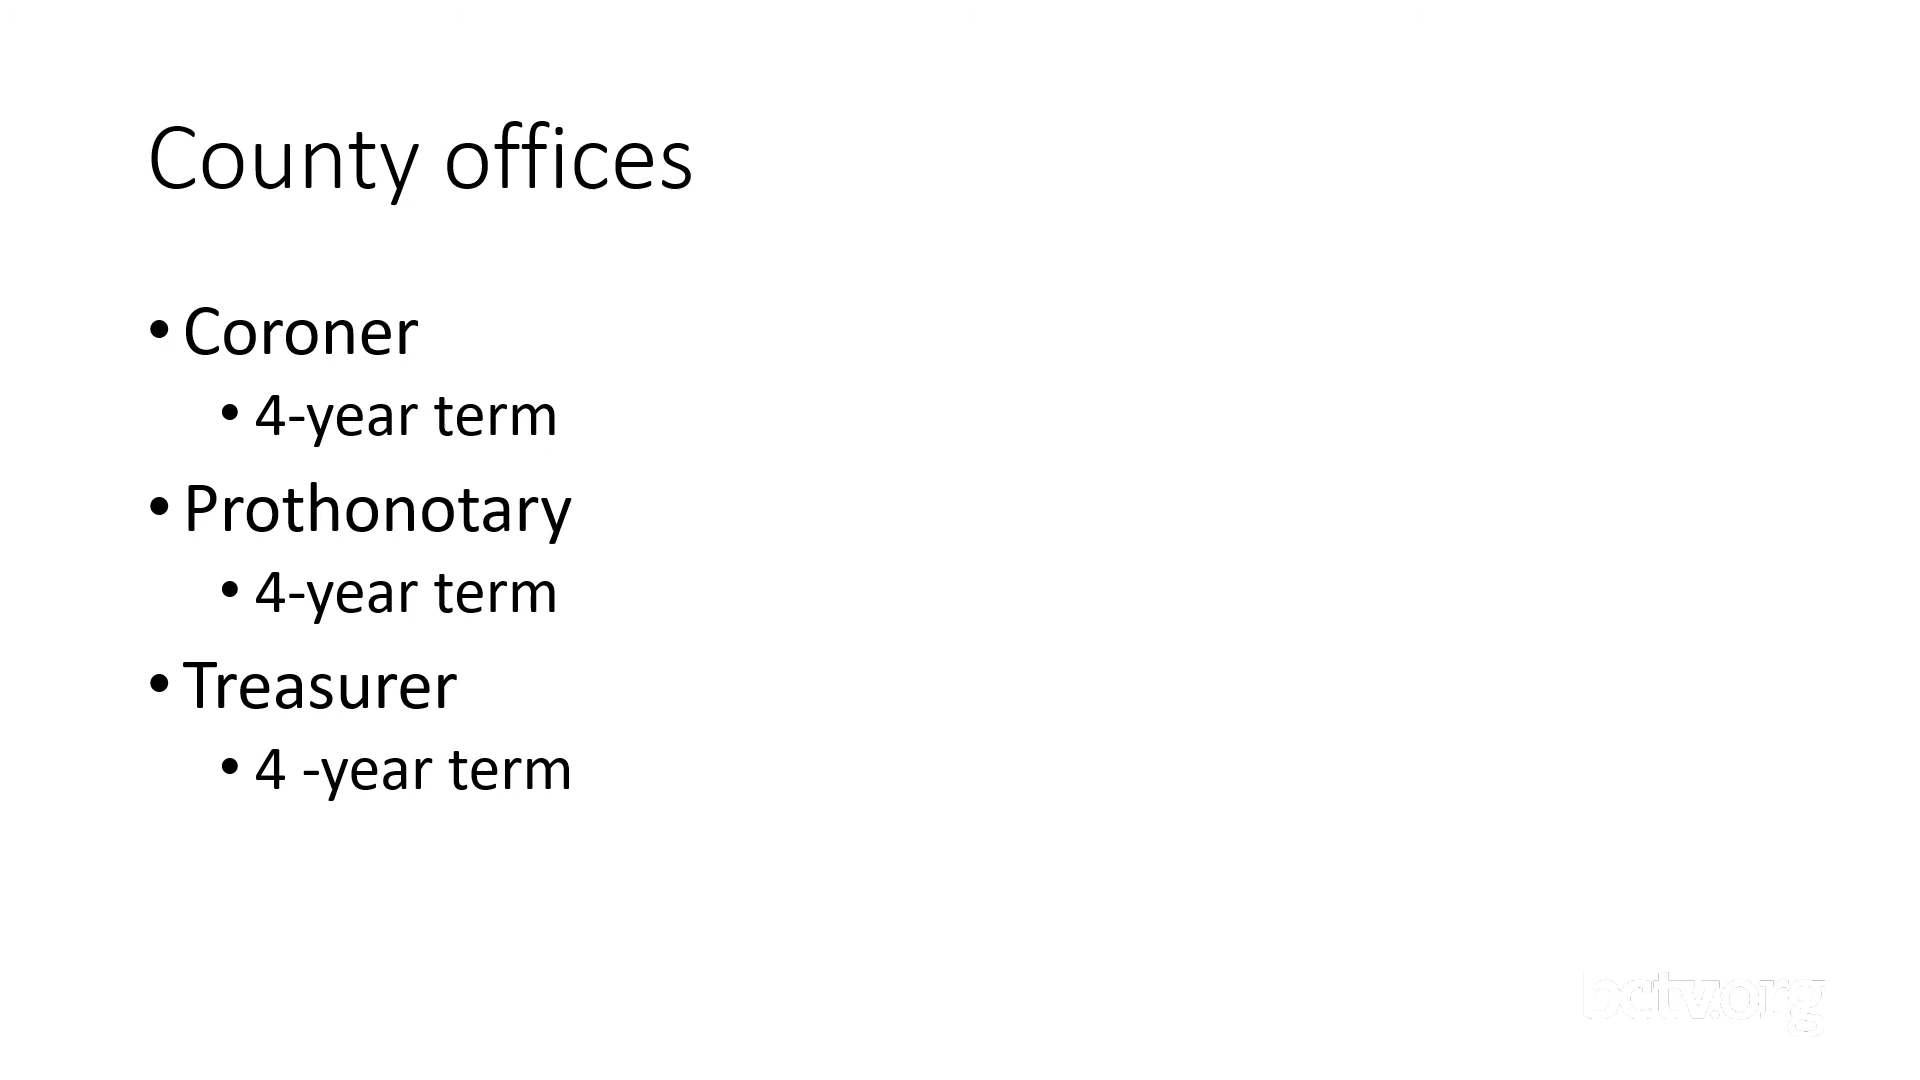 County offices
• Coroner
• 4-year term
• Prothonotary
• 4-year term
• Treasurer
• 4 -year term
bctv.org